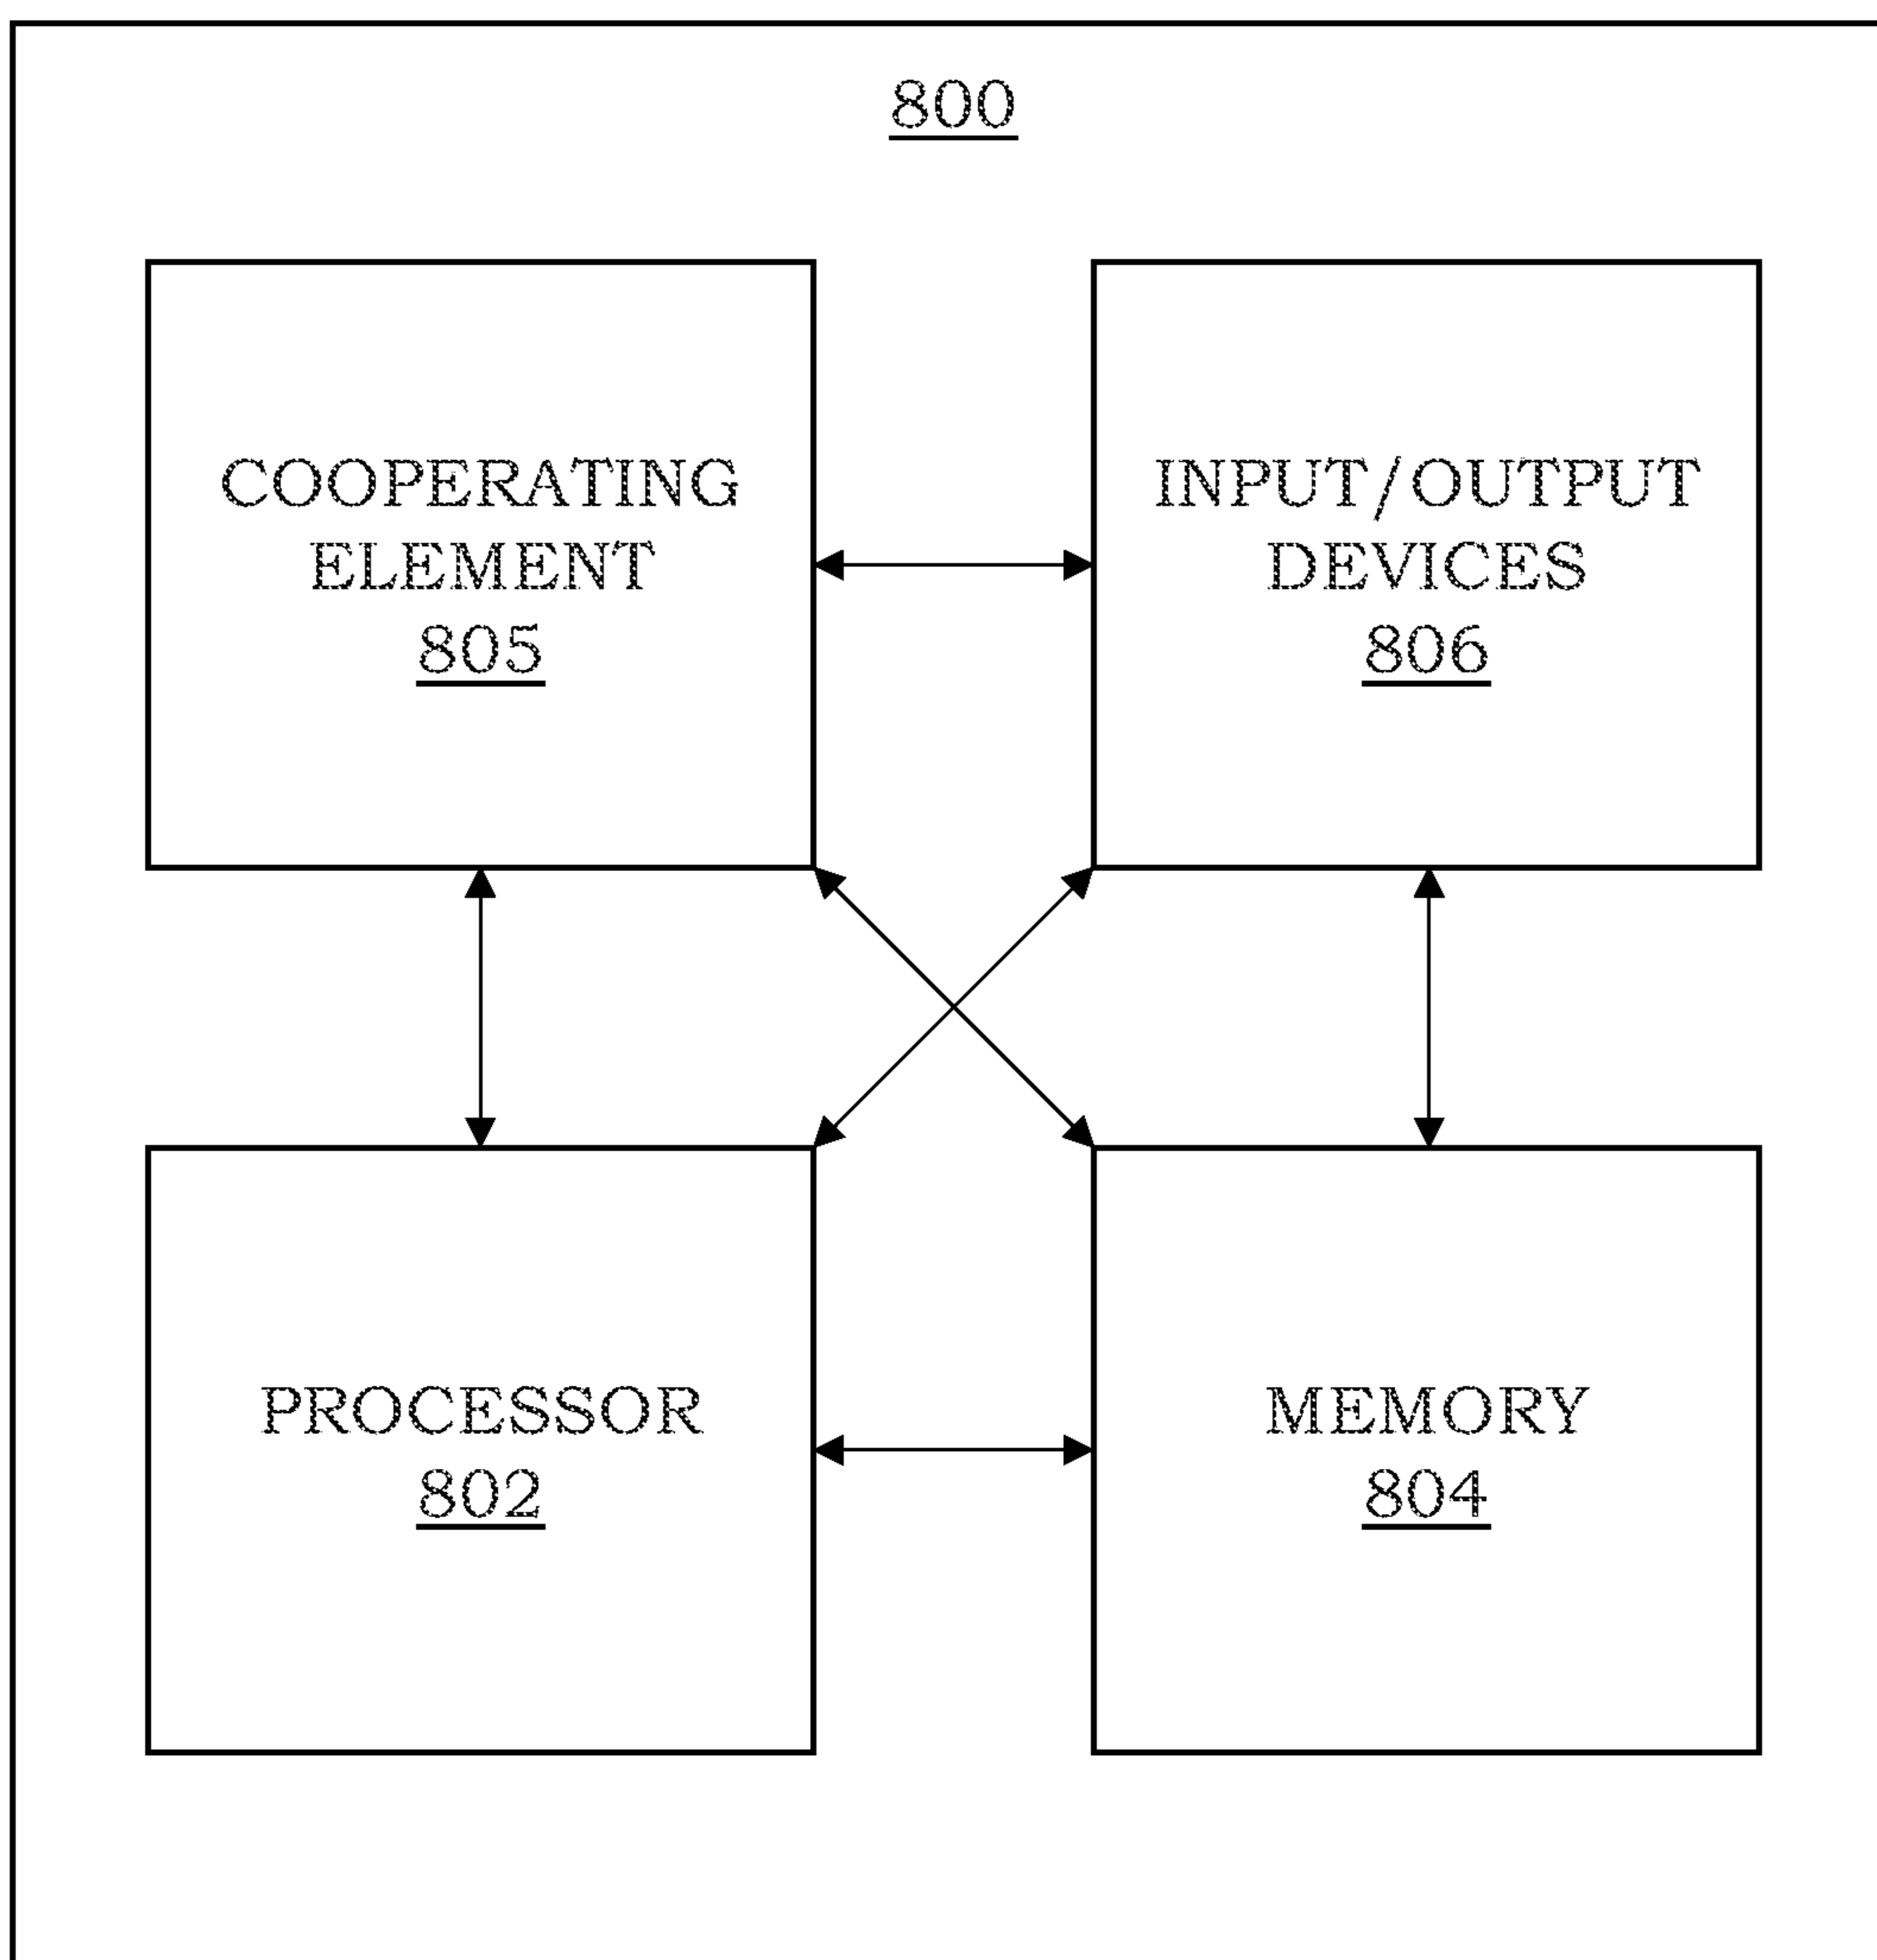 800
COOPERATING
ELEMENT
805
INPUT/OUTPUT
DEVICES
806
PROCESSOR
802
MEMORY
804